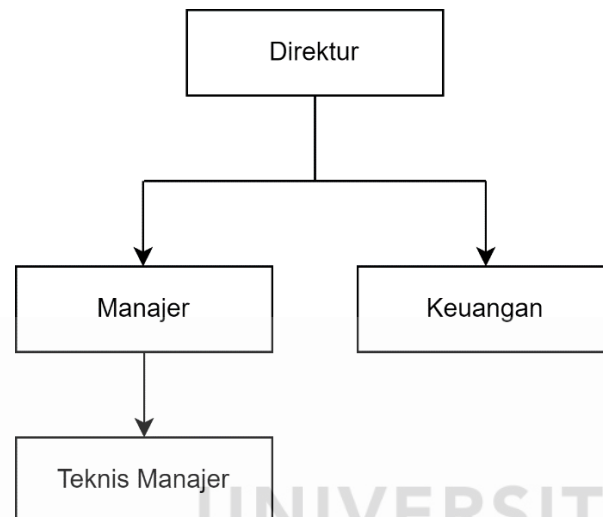 Direktur
Manajer
Keuangan
Teknis Manajer
UNIVERSIT